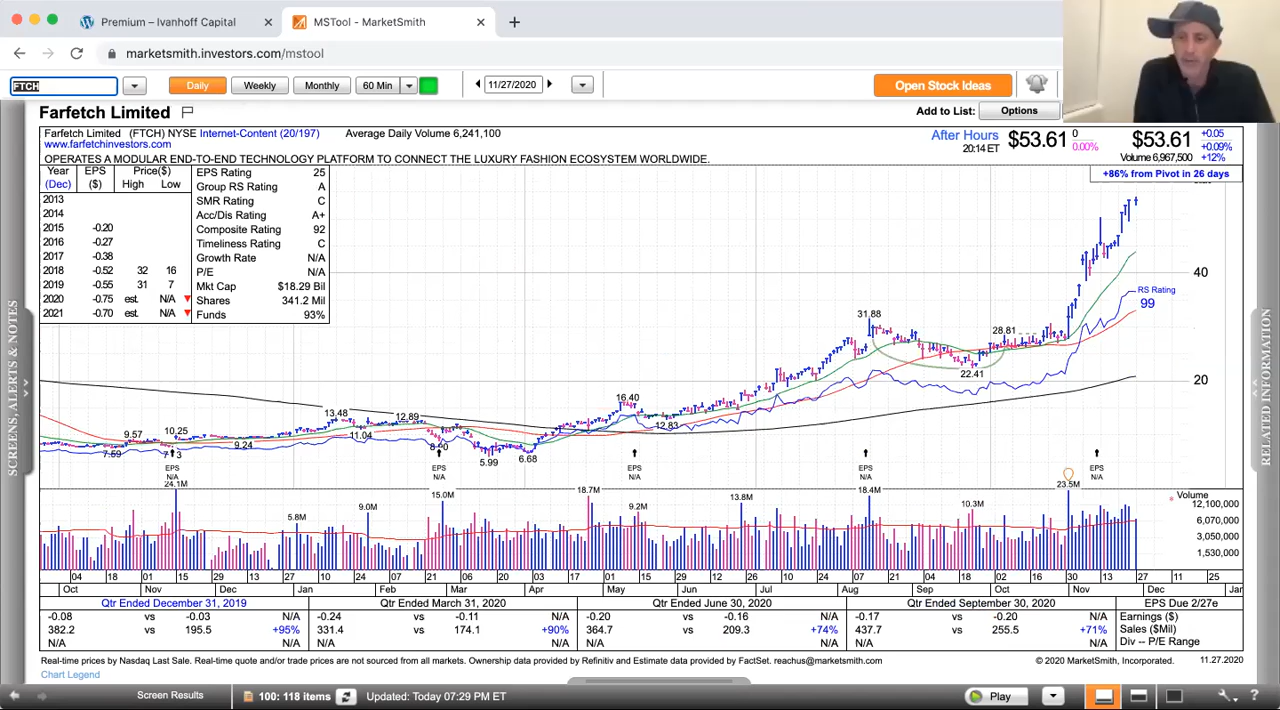 Premium – Ivanhoff Capital
MSTool - MarketSmith
marketsmith.investors.com/mstool
FTCH Daily Weekly Monthly 60 Min 11/27/2020 Open Stock Ideas
Farfetch Limited Add to List: Options
Farfetch Limited (FTCH) NYSE Internet-Content (20/197) Average Daily Volume 6,241,100
www.farfetchinvestors.com
After Hours $53.61 0 $53.61 +0.05
20:14 ET 0.00% +0.09%
Volume 6,967,500 +12%
OPERATES A MODULAR END-TO-END TECHNOLOGY PLATFORM TO CONNECT THE LUXURY FASHION ECOSYSTEM WORLDWIDE.
+86% from Pivot in 26 days
Year EPS Price($)
(Dec) ($) High Low
2013
2014
2015 -0.20
2016 -0.27
2017 -0.38
2018 -0.52 32 16
2019 -0.55 31 7
2020 -0.75 est. N/A
2021 -0.70 est. N/A
EPS Rating 25
Group RS Rating A
SMR Rating C
Acc/Dis Rating A+
Composite Rating 92
Timeliness Rating C
Growth Rate N/A
P/E N/A
Mkt Cap $18.29 Bil
Shares 341.2 Mil
Funds 93%
40
RS Rating
99
31.88
28.81
22.41
20
16.40
13.48 12.89
12.83
9.57 10.25
11.04
9.24
7.59
5.99 6.68
EPS EPS EPS EPS EPS
N/A N/A N/A N/A N/A
24.1M 5.8M 9.0M 15.0M 18.7M 9.2M 13.8M 18.4M 10.3M 23.5M
Volume
12,100,000
6,070,000
3,050,000
1,530,000
04 18 01 15 29 13 27 10 24 07 21 06 20 03 17 01 15 29 12 26 10 24 07 21 04 18 02 16 30 13 27 11 25
Oct Nov Dec Jan Feb Mar Apr May Jun Jul Aug Sep Oct Nov Dec
Qtr Ended December 31, 2019 Qtr Ended March 31, 2020 Qtr Ended June 30, 2020 Qtr Ended September 30, 2020 EPS Due 2/27e
-0.08 vs -0.03 N/A -0.24 vs -0.11 N/A -0.20 vs -0.16 N/A -0.17 vs -0.20 N/A Earnings ($)
382.2 vs 195.5 +95% 331.4 vs 174.1 +90% 364.7 vs 209.3 +74% 437.7 vs 255.5 +71% Sales ($Mil)
N/A N/A N/A N/A N/A N/A N/A N/A Div -- P/E Range
Real-time prices by Nasdaq Last Sale. Real-time quote and/or trade prices are not sourced from all markets. Ownership data provided by Refinitiv and Estimate data provided by FactSet. reachus@marketsmith.com © 2020 MarketSmith, Incorporated. 11.27.2020
Chart Legend
SCREENS, ALERTS & NOTES
RELATED INFORMATION
Screen Results 100: 118 items Updated: Today 07:29 PM ET Play